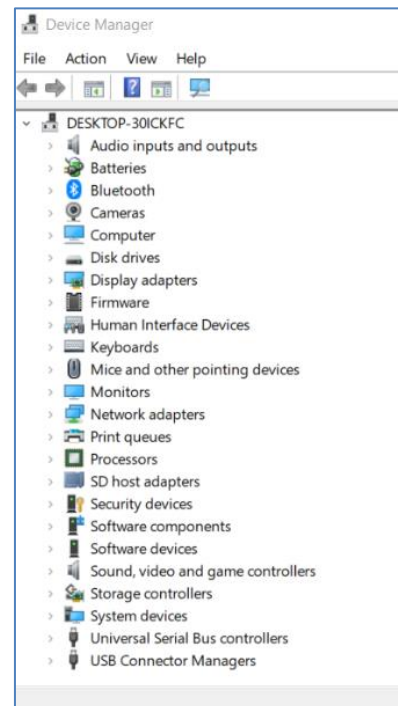 Device Manager
File Action View Help
DESKTOP-30ICKFC
Audio inputs and outputs
Batteries
Bluetooth
Cameras
Computer
Disk drives
Display adapters
Firmware
Human Interface Devices
Keyboards
Mice and other pointing devices
Monitors
Network adapters
Print queues
Processors
SD host adapters
Security devices
Software components
Software devices
Sound, video and game controllers
Storage controllers
System devices
Universal Serial Bus controllers
USB Connector Managers